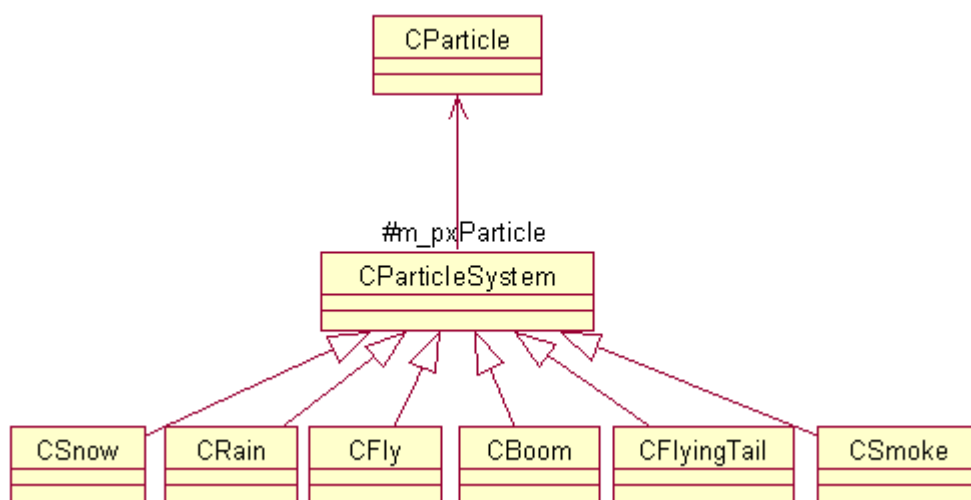 CParticle
#m_pxParticle
CParticleSystem
CSnow
CRain
CFly
CBoom
CFlyingTail
CSmoke